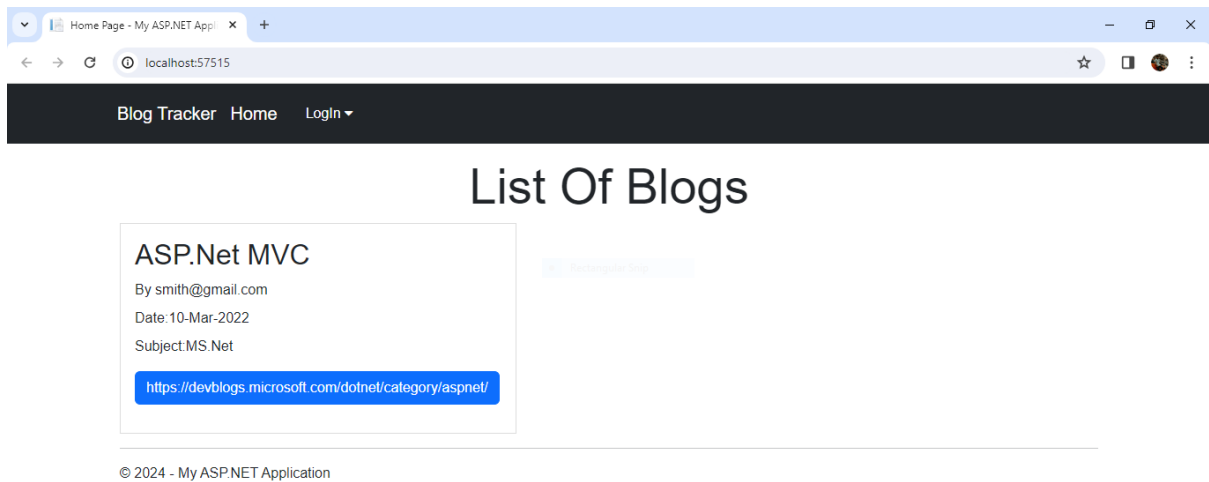 Home Page - My ASP.NET Appl
localhost:57515
Blog Tracker Home LogIn
List Of Blogs
ASP.Net MVC
By smith@gmail.com
Date:10-Mar-2022
Subject:MS.Net
https://devblogs.microsoft.com/dotnet/category/aspnet/
Rectangular Snip
© 2024 - My ASP.NET Application